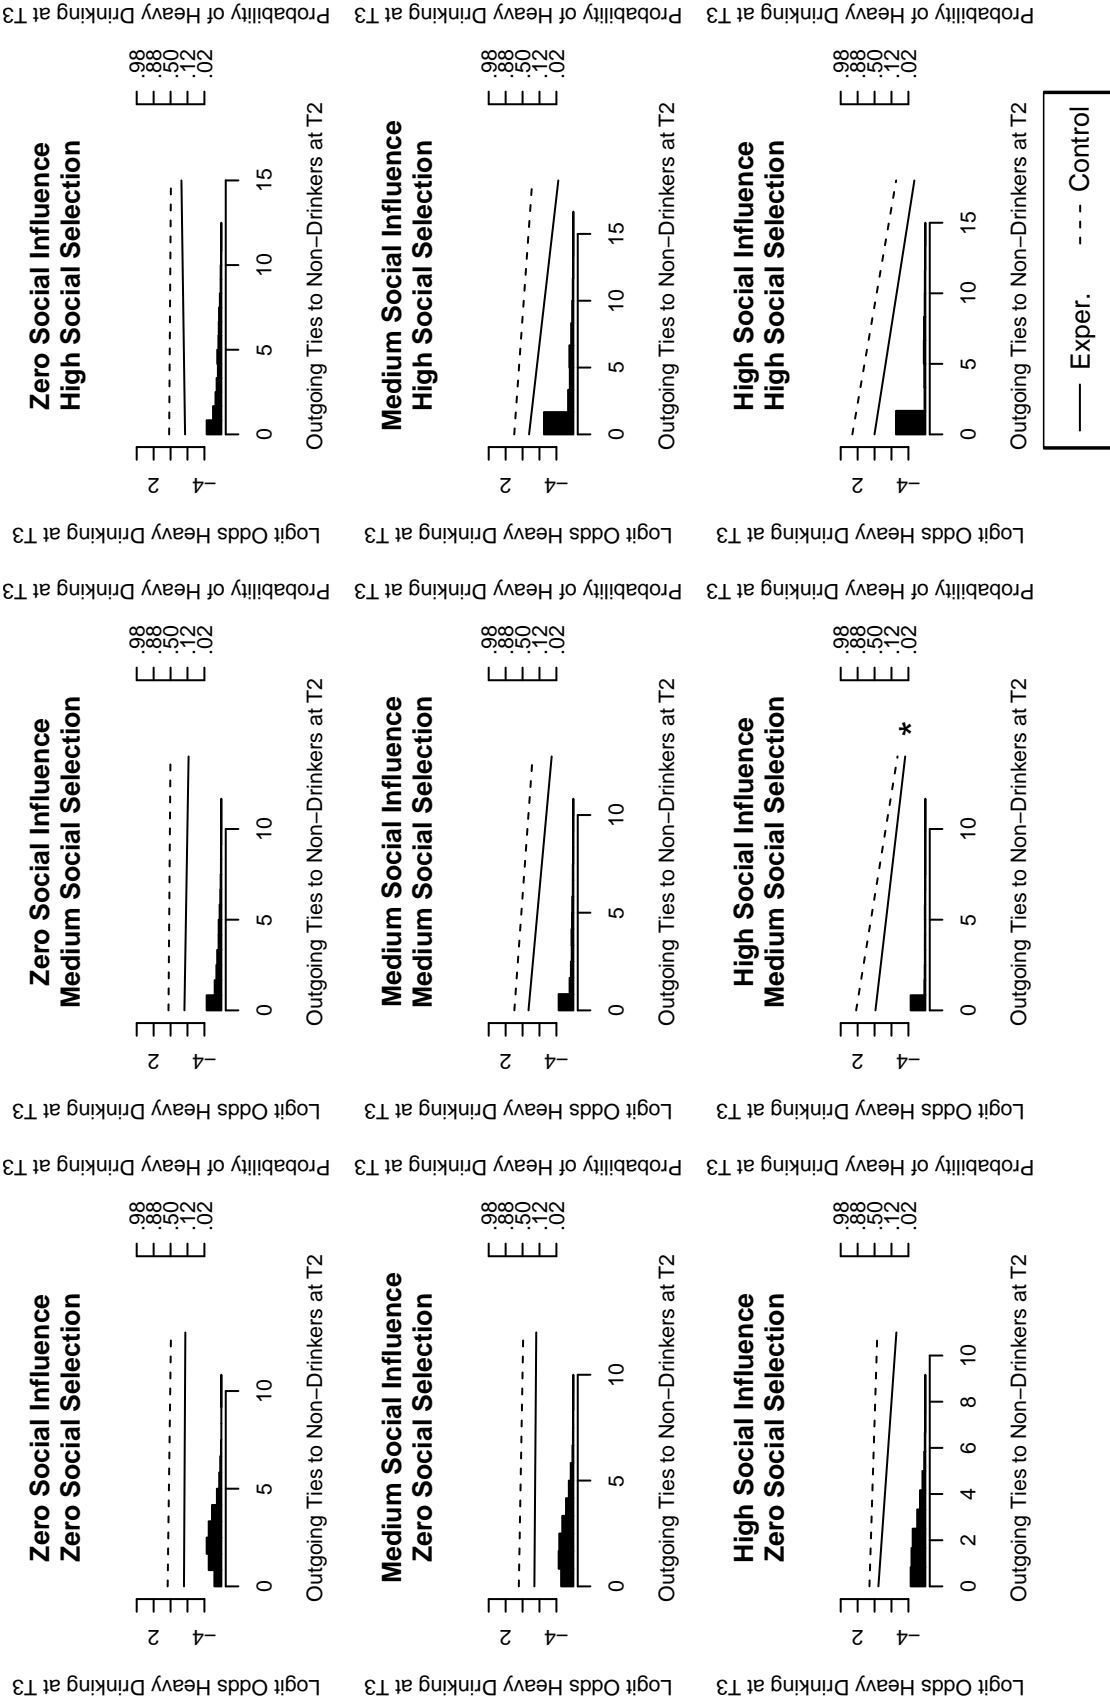 Zero Social Influence
Zero Social Selection
Logit Odds Heavy Drinking at T3
2
−4
0 5 10
Outgoing Ties to Non−Drinkers at T2
.98
.88
.50
.12
.02
Probability of Heavy Drinking at T3
Zero Social Influence
Medium Social Selection
Logit Odds Heavy Drinking at T3
2
−4
0 5 10
Outgoing Ties to Non−Drinkers at T2
.98
.88
.50
.12
.02
Probability of Heavy Drinking at T3
Zero Social Influence
High Social Selection
Logit Odds Heavy Drinking at T3
2
−4
0 5 10 15
Outgoing Ties to Non−Drinkers at T2
.98
.88
.50
.12
.02
Probability of Heavy Drinking at T3
Medium Social Influence
Zero Social Selection
Logit Odds Heavy Drinking at T3
2
−4
0 5 10
Outgoing Ties to Non−Drinkers at T2
.98
.88
.50
.12
.02
Probability of Heavy Drinking at T3
Medium Social Influence
Medium Social Selection
Logit Odds Heavy Drinking at T3
2
−4
0 5 10
Outgoing Ties to Non−Drinkers at T2
.98
.88
.50
.12
.02
Probability of Heavy Drinking at T3
Medium Social Influence
High Social Selection
Logit Odds Heavy Drinking at T3
2
−4
0 5 10 15
Outgoing Ties to Non−Drinkers at T2
.98
.88
.50
.12
.02
Probability of Heavy Drinking at T3
High Social Influence
Zero Social Selection
Logit Odds Heavy Drinking at T3
2
−4
0 2 4 6 8 10
Outgoing Ties to Non−Drinkers at T2
.98
.88
.50
.12
.02
Probability of Heavy Drinking at T3
High Social Influence
Medium Social Selection
Logit Odds Heavy Drinking at T3
2
−4
*
0 5 10
Outgoing Ties to Non−Drinkers at T2
.98
.88
.50
.12
.02
Probability of Heavy Drinking at T3
High Social Influence
High Social Selection
Logit Odds Heavy Drinking at T3
2
−4
0 5 10 15
Outgoing Ties to Non−Drinkers at T2
.98
.88
.50
.12
.02
Probability of Heavy Drinking at T3
Exper. Control